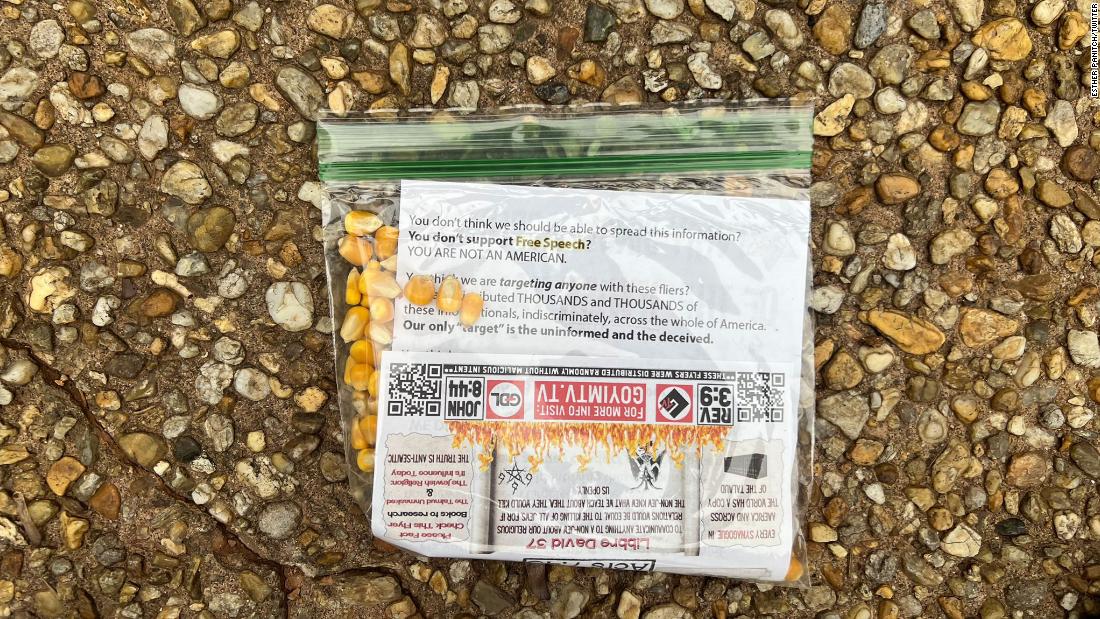 You don't think we should be able to spread this information?
You don't support Free Speech?
YOU ARE NOT AN AMERICAN.
think we are targeting anyone with these fliers?
THOUSANDS and THOUSANDS of
these indiscriminately, across the whole of America.
Our only "target" is the uninformed and the deceived.
Libbre David 37
TO COMMUNICATE ANYTHING TO A NON-JEW ABOUT OUR RELIGIOUS
RELATIONS WOULD BE EQUAL TO THE KILLING OF ALL JEWS, FOR IF
THE NON-JEW KNEW WHAT WE TEACH ABOUT THEM, THEY WOULD KILL
US OPENLY.
EVERY SYNAGOGUE IN
AMERICA AND ACROSS
THE WORLD HAS A COPY
OF THE TALMUD
Please Fact
Check This Flyer
Books to research
The Talmud Unmasked
&
The Jewish Religion:
It's Influence Today
THE TRUTH IS ANTI-SEMITIC
REV
3:9
FOR MORE INFO VISIT:
GOYIMTV.TV
GDL
JOHN
8:44
**THESE FLYERS WERE DISTRIBUTED RANDOMLY WITHOUT MALICIOUS INTENT**
ESTHER PANITCH/TWITTER